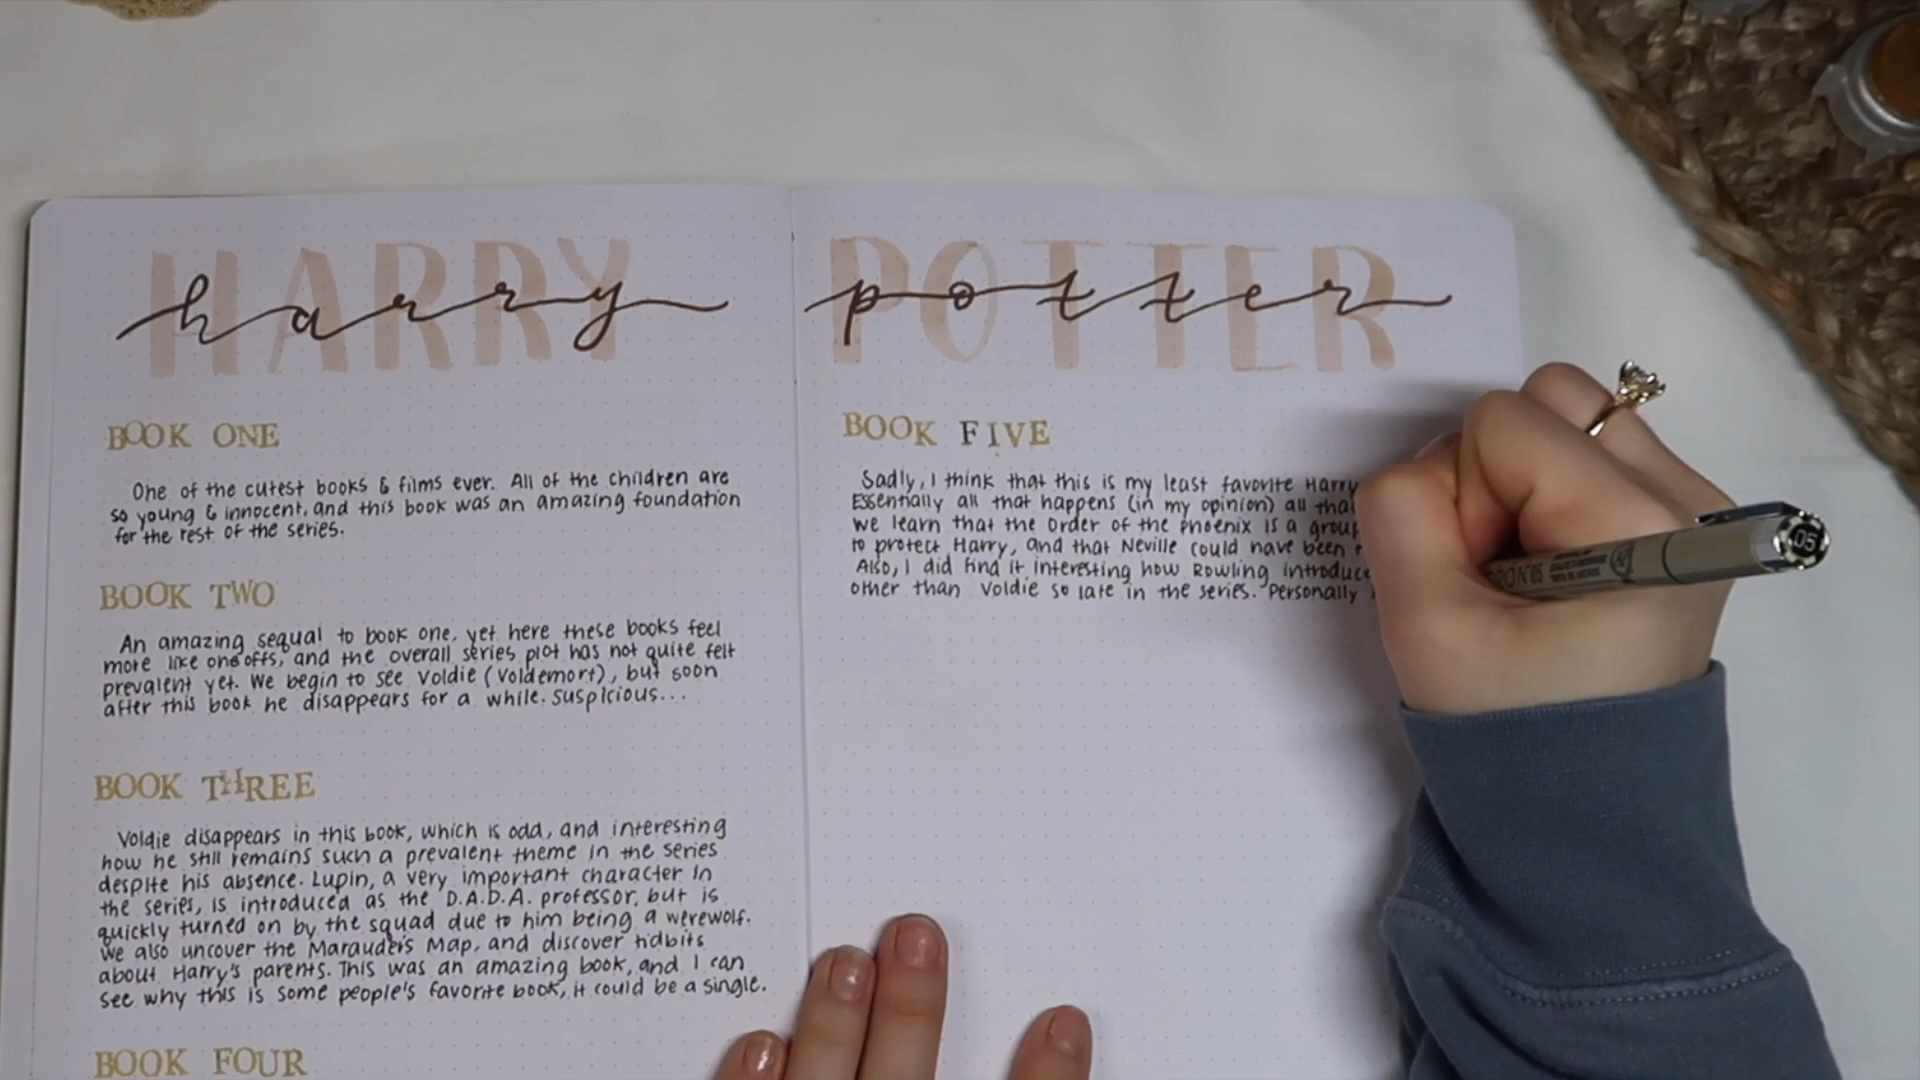 HARRY POTTER
harry potter
BOOK ONE
One of the cutest books & films ever. All of the children are
so young & innocent, and this book was an amazing foundation
for the rest of the series.
BOOK TWO
An amazing sequal to book one, yet here these books feel
more like one offs, and the overall series plot has not quite felt
prevalent yet. We begin to see Voldie (Voldemort), but soon
after this book he disappears for a while. Suspicious...
BOOK THREE
Voldie disappears in this book, which is odd, and interesting
how he still remains such a prevalent theme in the series
despite his absence. Lupin, a very important character in
the series, is introduced as the D.A.D.A. professor, but is
quickly turned on by the squad due to him being a werewolf.
We also uncover the Marauder's Map, and discover tidbits
about Harry's parents. This was an amazing book, and I can
see why this is some people's favorite book, it could be a single.
BOOK FOUR
BOOK FIVE
Sadly, I think that this is my least favorite Harry
Essentially all that happens (in my opinion) all that
we learn that the Order of the Phoenix is a group
to protect Harry, and that Neville could have been
Also, I did find it interesting how Rowling introduce
other than Voldie so late in the series. Personally
05